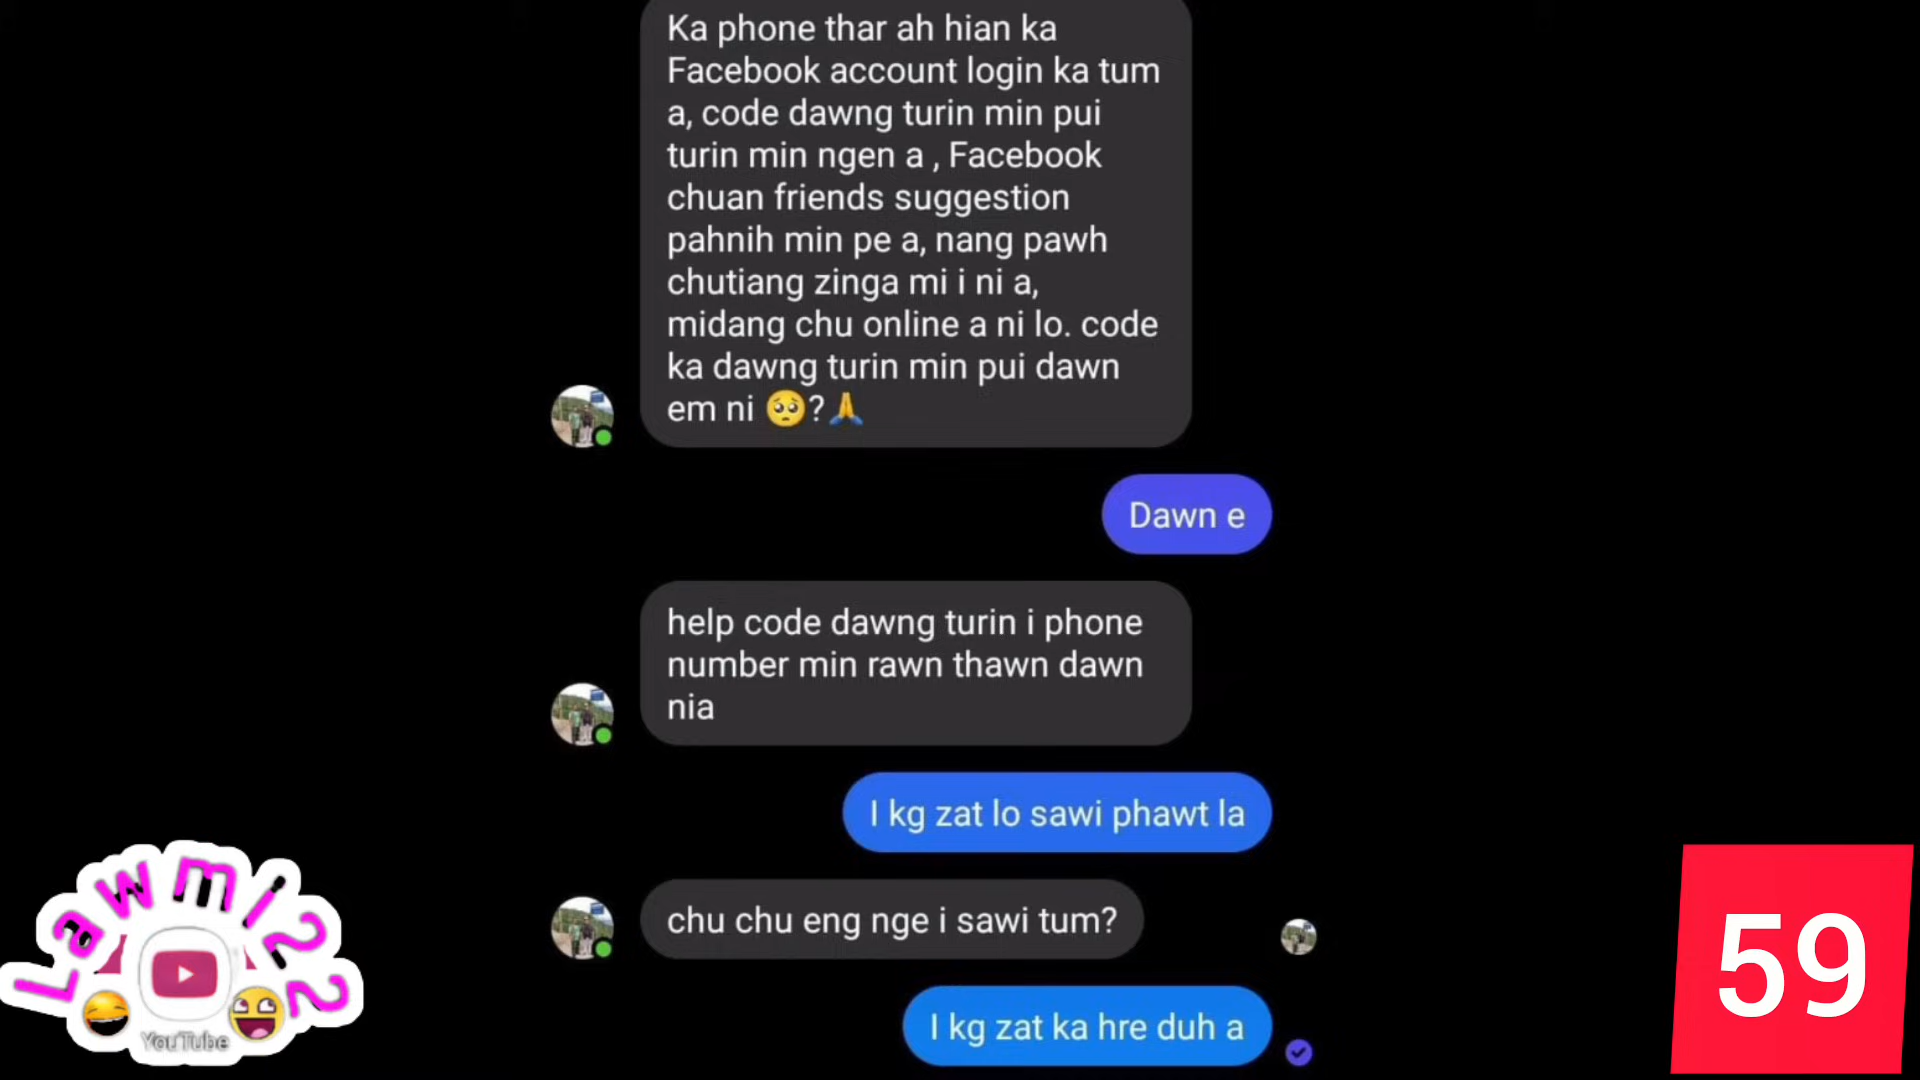 Ka phone thar ah hian ka
Facebook account login ka tum
a, code dawng turin min pui
turin min ngen a , Facebook
chuan friends suggestion
pahnih min pe a, nang pawh
chutiang zinga mi i ni a,
midang chu online a ni lo. code
ka dawng turin min pui dawn
em ni 🥺?🙏
Dawn e
help code dawng turin i phone
number min rawn thawn dawn
nia
I kg zat lo sawi phawt la
chu chu eng nge i sawi tum?
I kg zat ka hre duh a
Lawmi22
YouTube
59